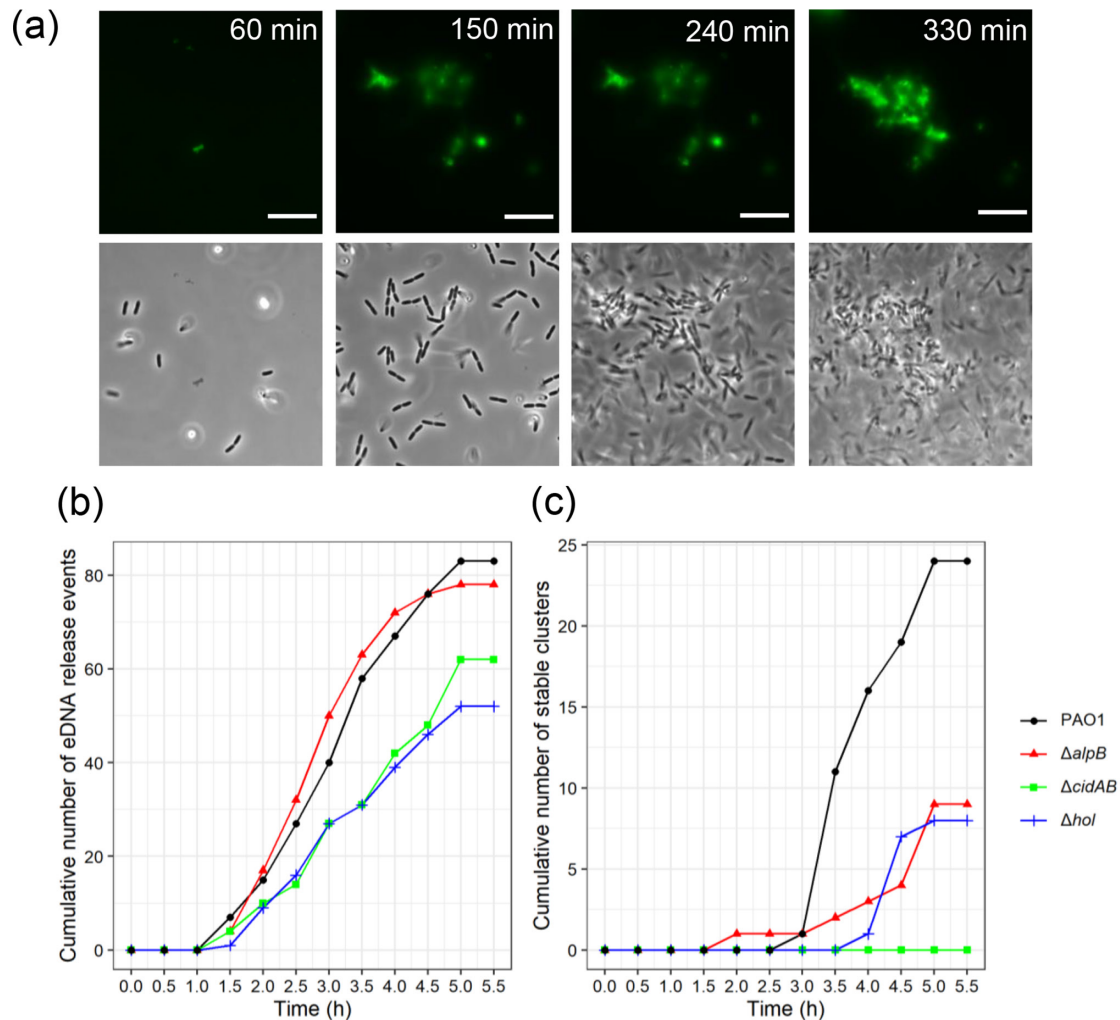 (a)
60 min
150 min
240 min
330 min
(b)
(c)
Cumulative number of eDNA release events
80
60
40
20
0
0.0 0.5 1.0 1.5 2.0 2.5 3.0 3.5 4.0 4.5 5.0 5.5
Time (h)
Cumulative number of stable clusters
25
20
15
10
5
0
0.0 0.5 1.0 1.5 2.0 2.5 3.0 3.5 4.0 4.5 5.0 5.5
Time (h)
PAO1
ΔalpB
ΔcidAB
Δhol